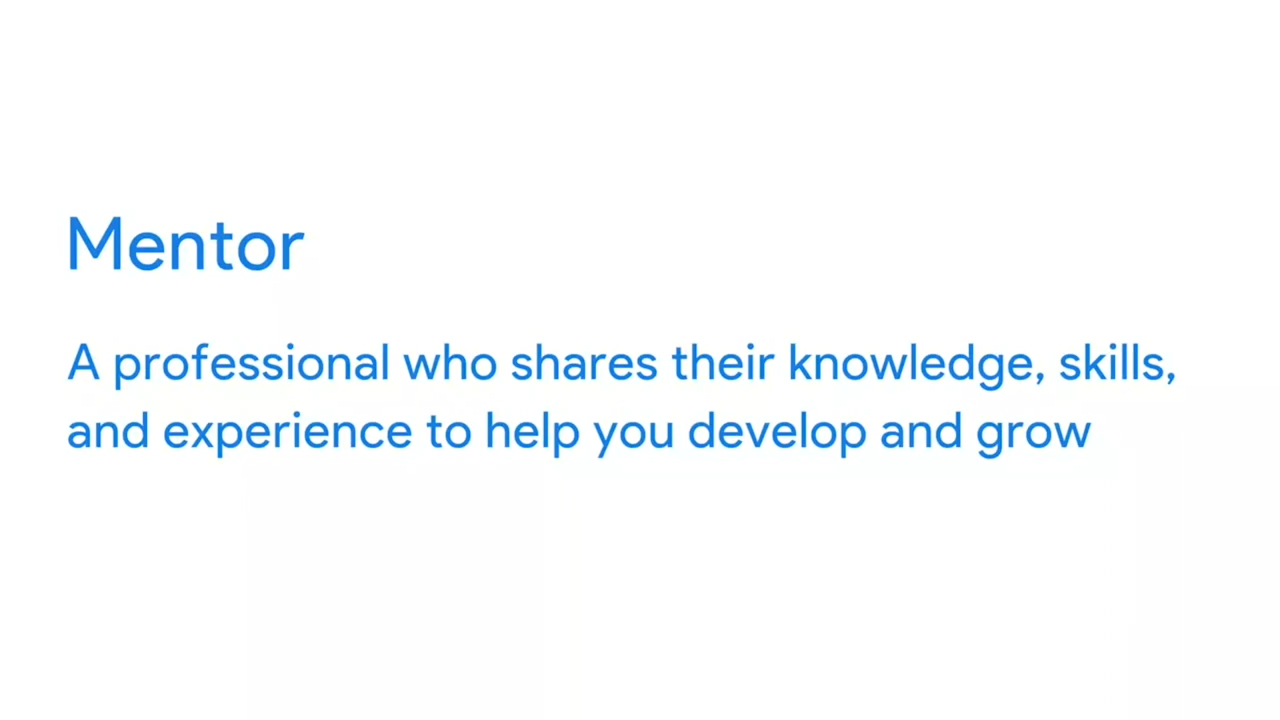 Mentor
A professional who shares their knowledge, skills,
and experience to help you develop and grow